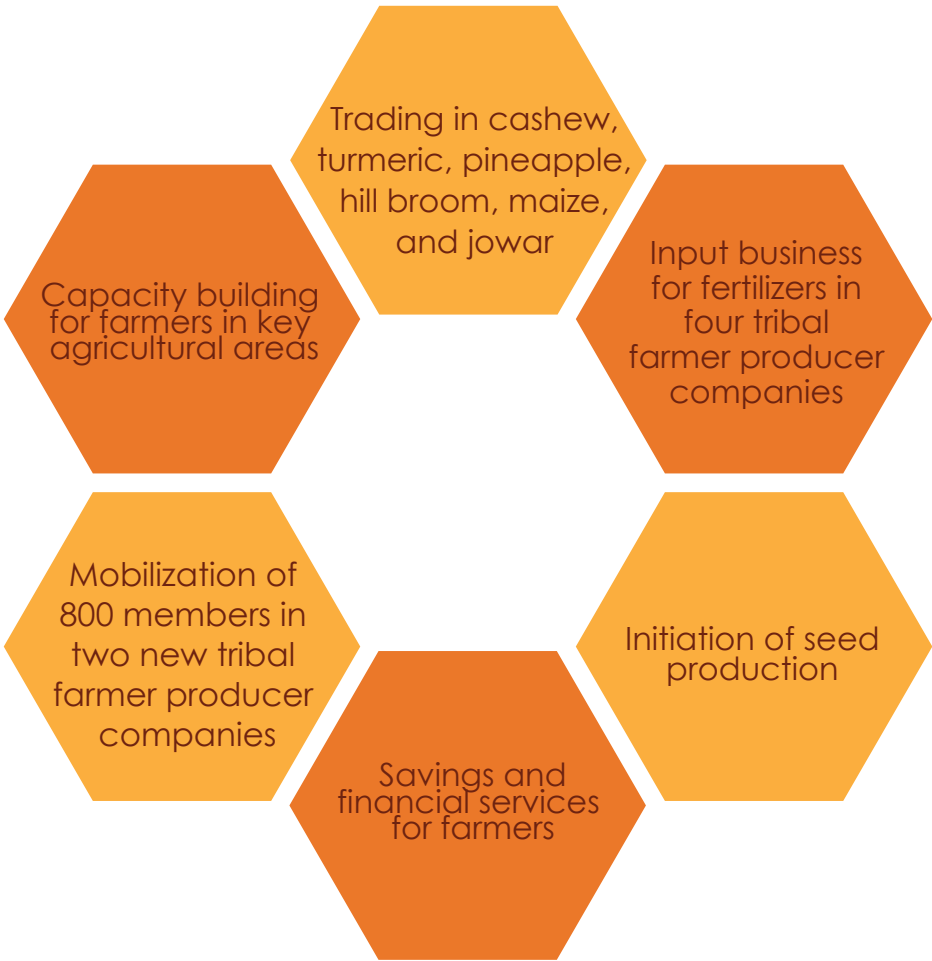 Trading in cashew,
turmeric, pineapple,
hill broom, maize,
and jowar
Input business
for fertilizers in
four tribal
farmer producer
companies
Initiation of seed
production
Savings and
financial services
for farmers
Mobilization of
800 members in
two new tribal
farmer producer
companies
Capacity building
for farmers in key
agricultural areas